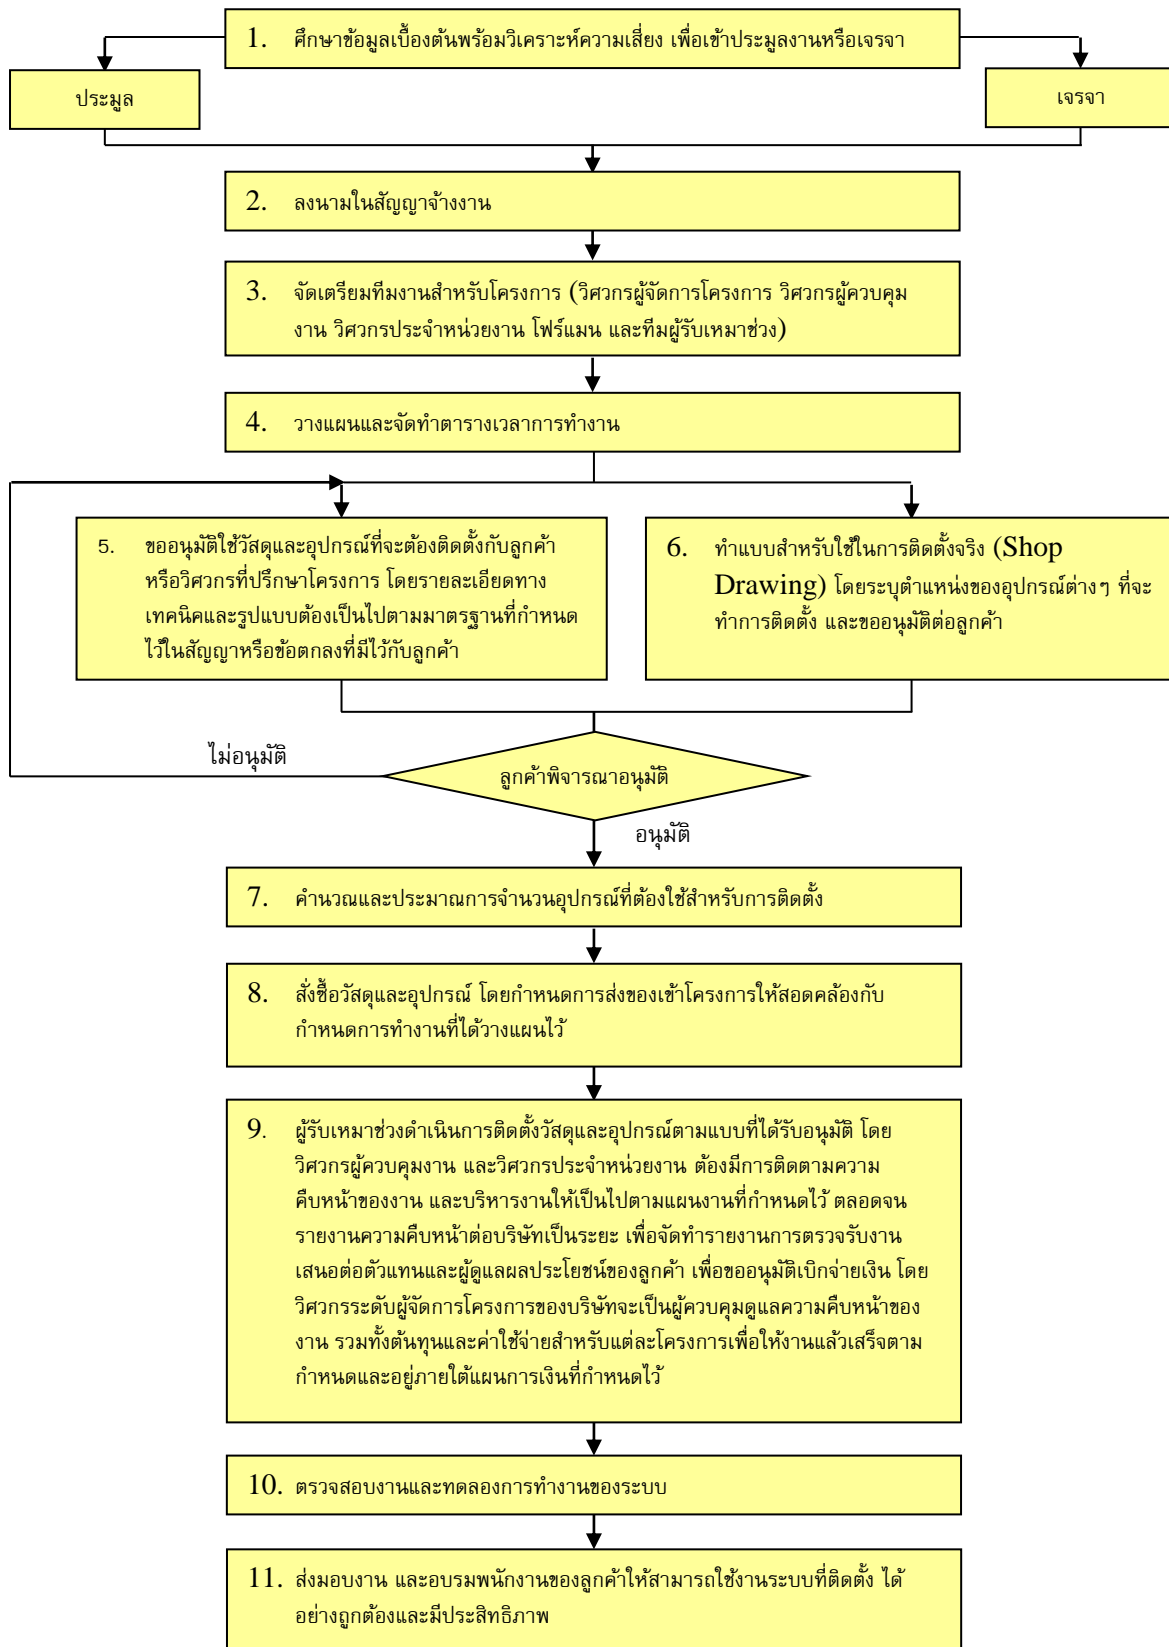 1. ศึกษาข้อมูลเบื้องต้นพร้อมวิเคราะห์ความเสี่ยง เพื่อเข้าประมูลงานหรือเจรจา
ประมูล
เจรจา
2. ลงนามในสัญญาจ้างงาน
3. จัดเตรียมทีมงานสำหรับโครงการ (วิศวกรผู้จัดการโครงการ วิศวกรผู้ควบคุม
งาน วิศวกรประจำหน่วยงาน โฟร์แมน และทีมผู้รับเหมาช่วง)
4. วางแผนและจัดทำตารางเวลาการทำงาน
5. ขออนุมัติใช้วัสดุและอุปกรณ์ที่จะต้องติดตั้งกับลูกค้า
หรือวิศวกรที่ปรึกษาโครงการ โดยรายละเอียดทาง
เทคนิคและรูปแบบต้องเป็นไปตามมาตรฐานที่กำหนด
ไว้ในสัญญาหรือข้อตกลงที่มีไว้กับลูกค้า
6. ทำแบบสำหรับใช้ในการติดตั้งจริง (Shop
Drawing) โดยระบุตำแหน่งของอุปกรณ์ต่างๆ ที่จะ
ทำการติดตั้ง และขออนุมัติต่อลูกค้า
ไม่อนุมัติ
ลูกค้าพิจารณาอนุมัติ
อนุมัติ
7. คำนวณและประมาณการจำนวนอุปกรณ์ที่ต้องใช้สำหรับการติดตั้ง
8. สั่งซื้อวัสดุและอุปกรณ์ โดยกำหนดการส่งของเข้าโครงการให้สอดคล้องกับ
กำหนดการทำงานที่ได้วางแผนไว้
9. ผู้รับเหมาช่วงดำเนินการติดตั้งวัสดุและอุปกรณ์ตามแบบที่ได้รับอนุมัติ โดย
วิศวกรผู้ควบคุมงาน และวิศวกรประจำหน่วยงาน ต้องมีการติดตามความ
คืบหน้าของงาน และบริหารงานให้เป็นไปตามแผนงานที่กำหนดไว้ ตลอดจน
รายงานความคืบหน้าต่อบริษัทเป็นระยะ เพื่อจัดทำรายงานการตรวจรับงาน
เสนอต่อตัวแทนและผู้ดูแลผลประโยชน์ของลูกค้า เพื่อขออนุมัติเบิกจ่ายเงิน โดย
วิศวกรระดับผู้จัดการโครงการของบริษัทจะเป็นผู้ควบคุมดูแลความคืบหน้าของ
งาน รวมทั้งต้นทุนและค่าใช้จ่ายสำหรับแต่ละโครงการเพื่อให้งานแล้วเสร็จตาม
กำหนดและอยู่ภายใต้แผนการเงินที่กำหนดไว้
10. ตรวจสอบงานและทดลองการทำงานของระบบ
11. ส่งมอบงาน และอบรมพนักงานของลูกค้าให้สามารถใช้งานระบบที่ติดตั้ง ได้
อย่างถูกต้องและมีประสิทธิภาพ